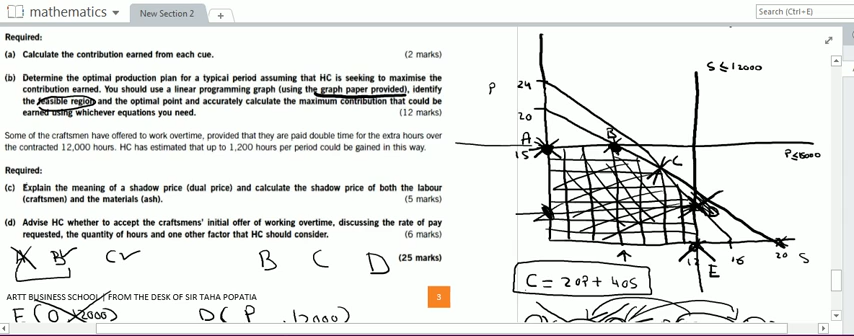 mathematics
New Section 2
Search (Ctrl+E)
Required:
(a) Calculate the contribution earned from each cue. (2 marks)
(b) Determine the optimal production plan for a typical period assuming that HC is seeking to maximise the
contribution earned. You should use a linear programming graph (using the graph paper provided), identify
the feasible region and the optimal point and accurately calculate the maximum contribution that could be
earned using whichever equations you need. (12 marks)
Some of the craftsmen have offered to work overtime, provided that they are paid double time for the extra hours over
the contracted 12,000 hours. HC has estimated that up to 1,200 hours per period could be gained in this way.
Required:
(c) Explain the meaning of a shadow price (dual price) and calculate the shadow price of both the labour
(craftsmen) and the materials (ash). (5 marks)
(d) Advise HC whether to accept the craftsmen's initial offer of working overtime, discussing the rate of pay
requested, the quantity of hours and one other factor that HC should consider. (6 marks)
(25 marks)
A B C B C D
ARTT BUSINESS SCHOOL | FROM THE DESK OF SIR TAHA POPATIA 3
E (0, 12000) D( P , 12000)
S ≤ 12000
P 24
20
A B
15 P ≤ 15000
C
D
12 16 20 S
E
C = 20P + 40S